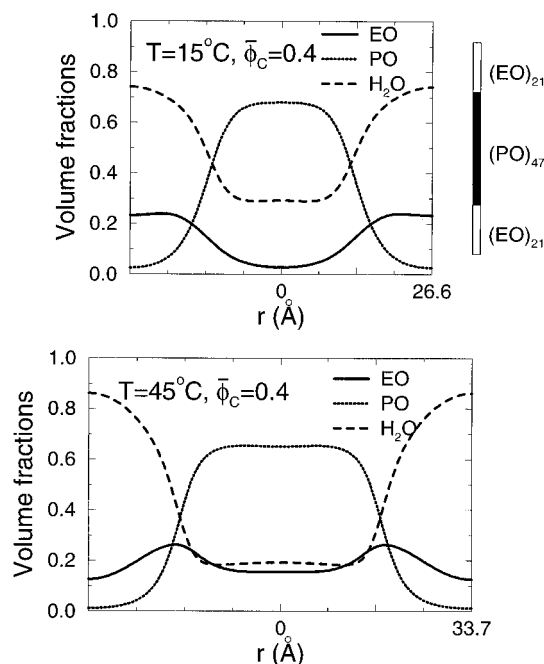 1.0
0.8
0.6
0.4
0.2
0.0
Volume fractions
T=15°C, ϕ̄_C=0.4
EO
PO
H₂O
0
26.6
r (Å)
(EO)₂₁
(PO)₄₇
(EO)₂₁
1.0
0.8
0.6
0.4
0.2
0.0
Volume fractions
T=45°C, ϕ̄_C=0.4
EO
PO
H₂O
0
33.7
r (Å)